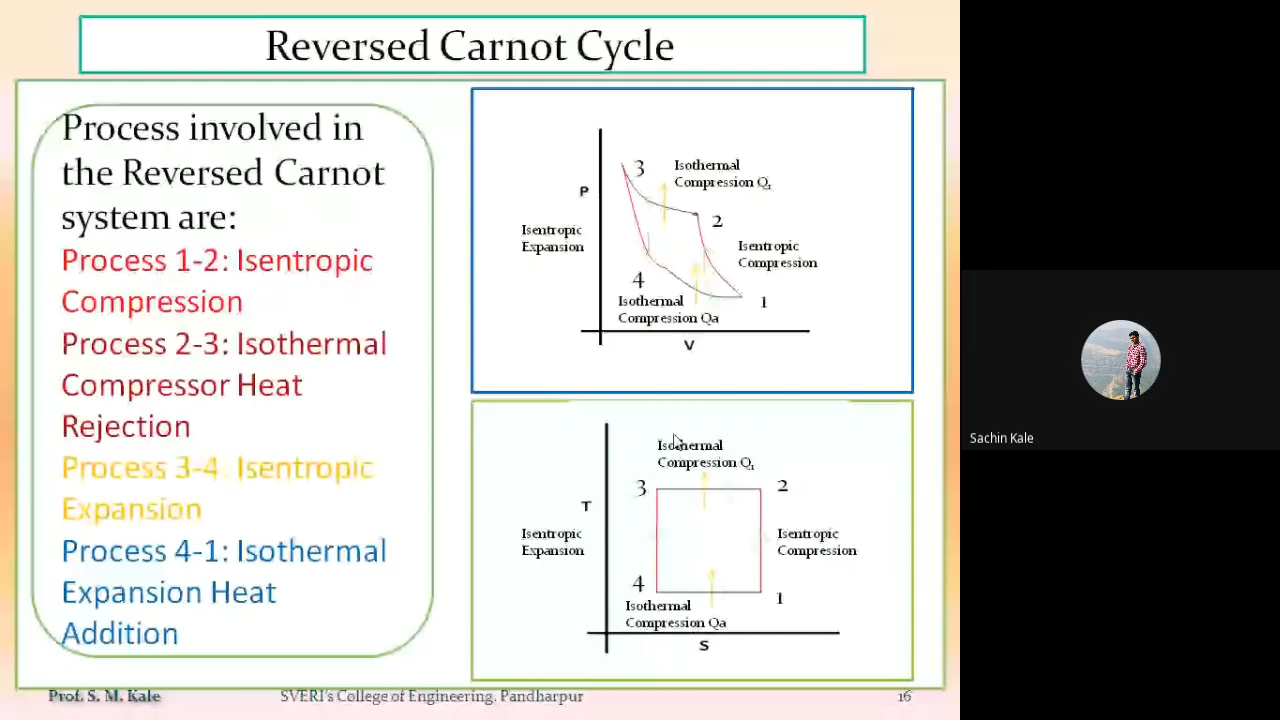 Reversed Carnot Cycle
Process involved in
the Reversed Carnot
system are:
Process 1-2: Isentropic
Compression
Process 2-3: Isothermal
Compressor Heat
Rejection
Process 3-4: Isentropic
Expansion
Process 4-1: Isothermal
Expansion Heat
Addition
3
Isothermal
Compression Qr
P
2
Isentropic
Expansion
Isentropic
Compression
4
Isothermal
Compression Qa
1
V
Isothermal
Compression Qr
3
2
T
Isentropic
Expansion
Isentropic
Compression
4
1
Isothermal
Compression Qa
S
Prof. S. M. Kale
SVERI's College of Engineering, Pandharpur
16
Sachin Kale